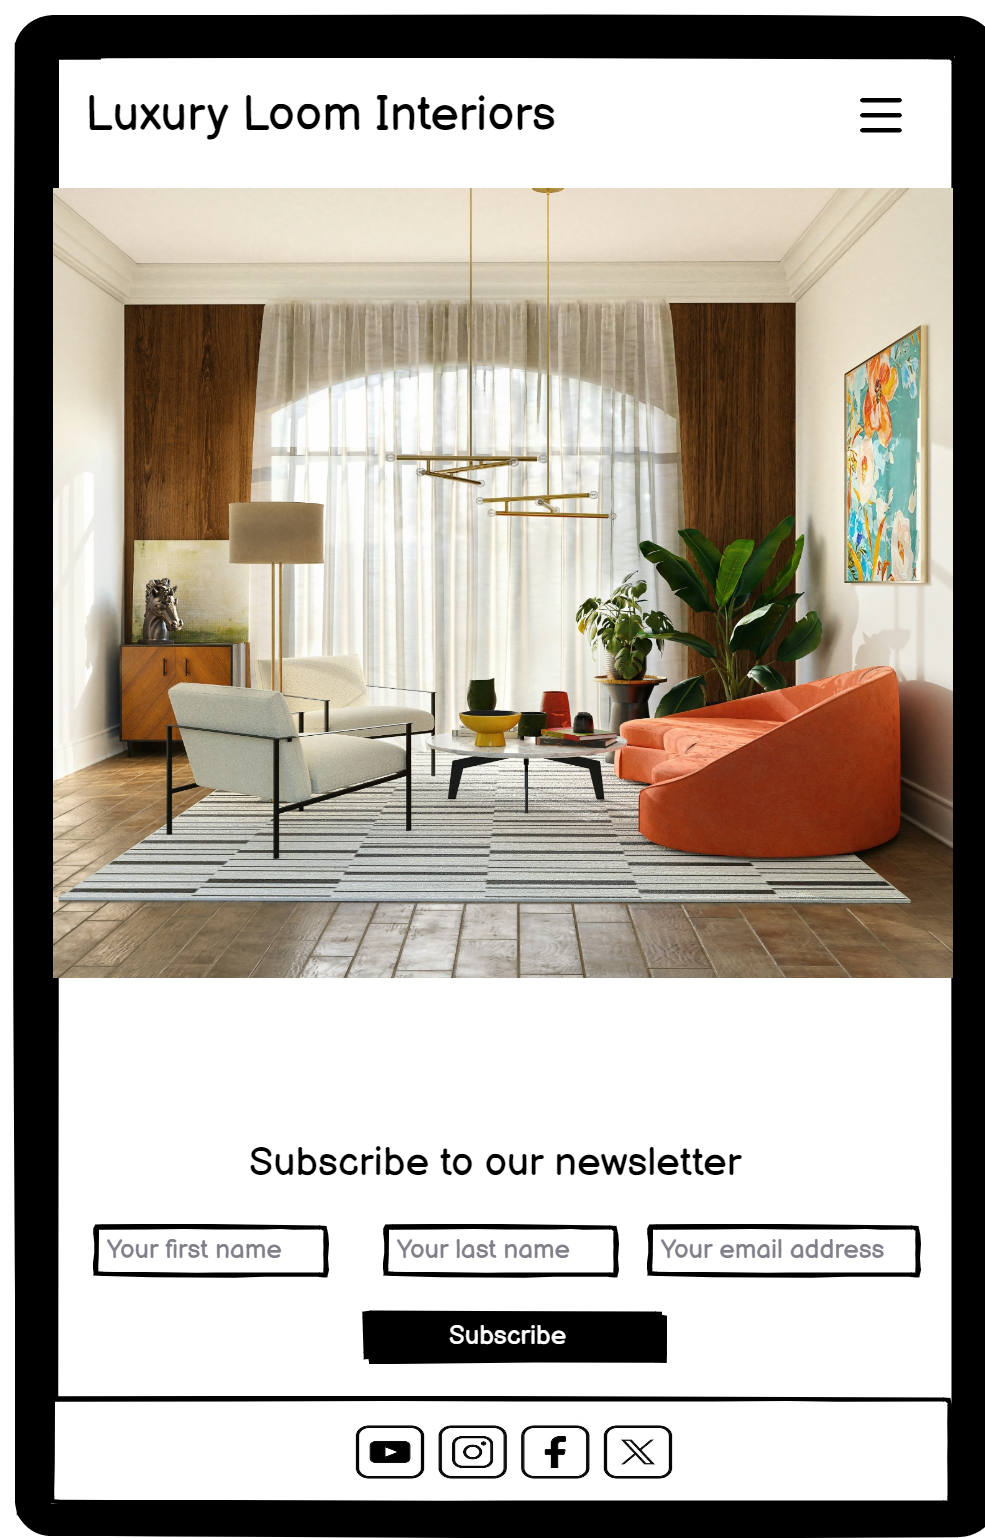 Luxury Loom Interiors
Subscribe to our newsletter
Your first name
Your last name
Your email address
Subscribe